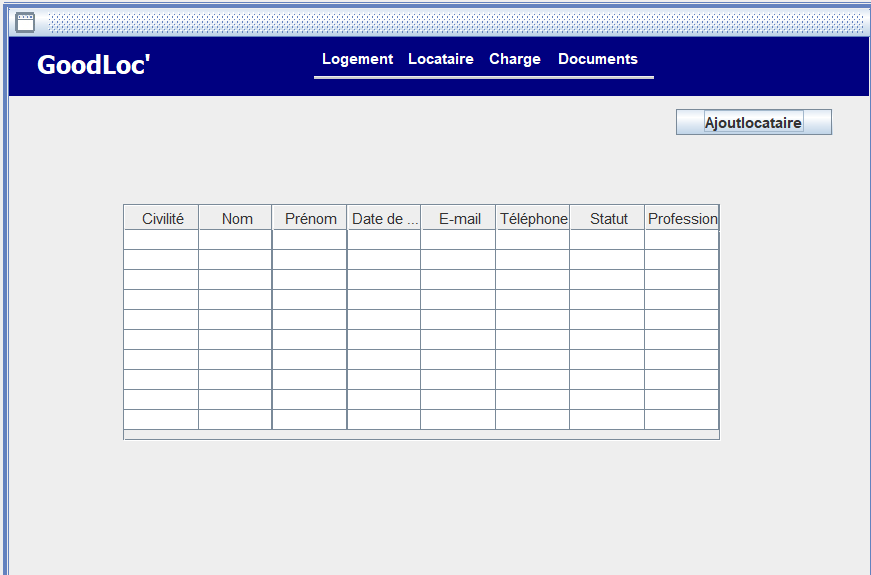 GoodLoc' Logement Locataire Charge Documents
Ajoutlocataire
Civilité Nom Prénom Date de ... E-mail Téléphone Statut Profession